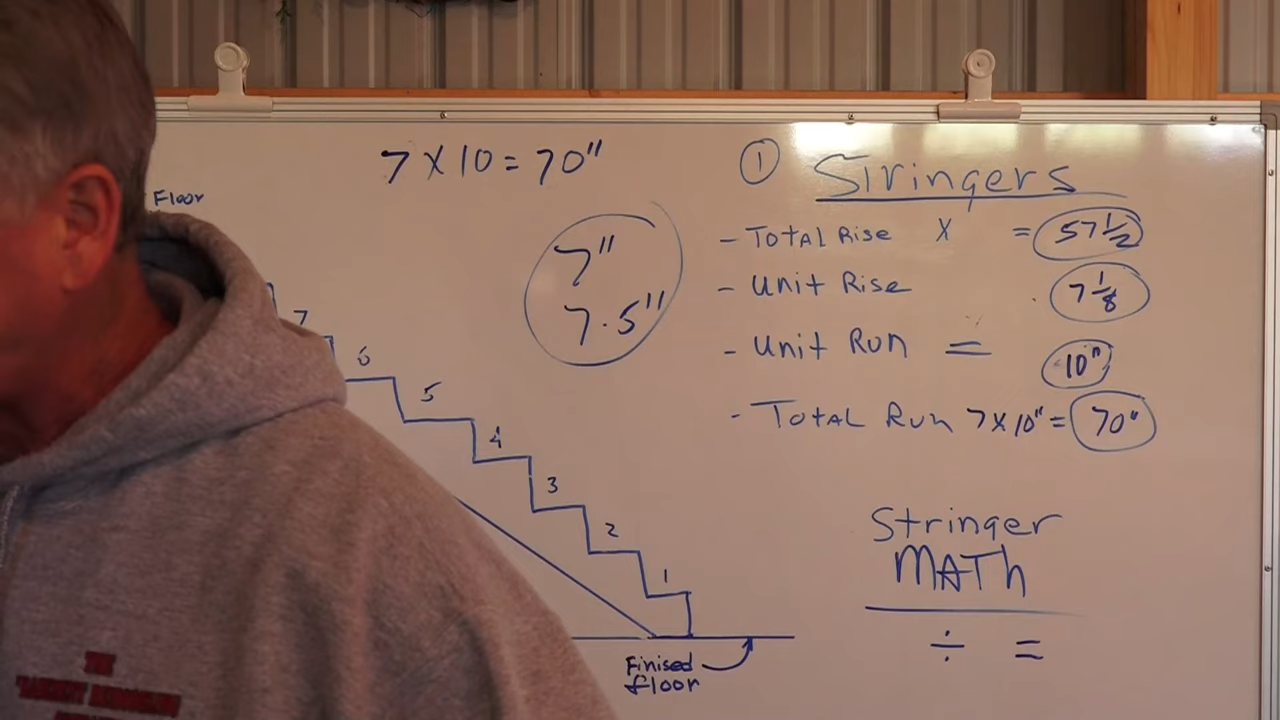 7 X 10 = 70"
① Stringers
Floor
- Total Rise X = 57 1/2
7"
7.5"
- Unit Rise 7 1/8
- Unit Run = 10"
- Total Run 7 X 10" = 70"
7
6
5
4
3
2
1
Stringer
MATh
÷ =
Finised
floor
THE